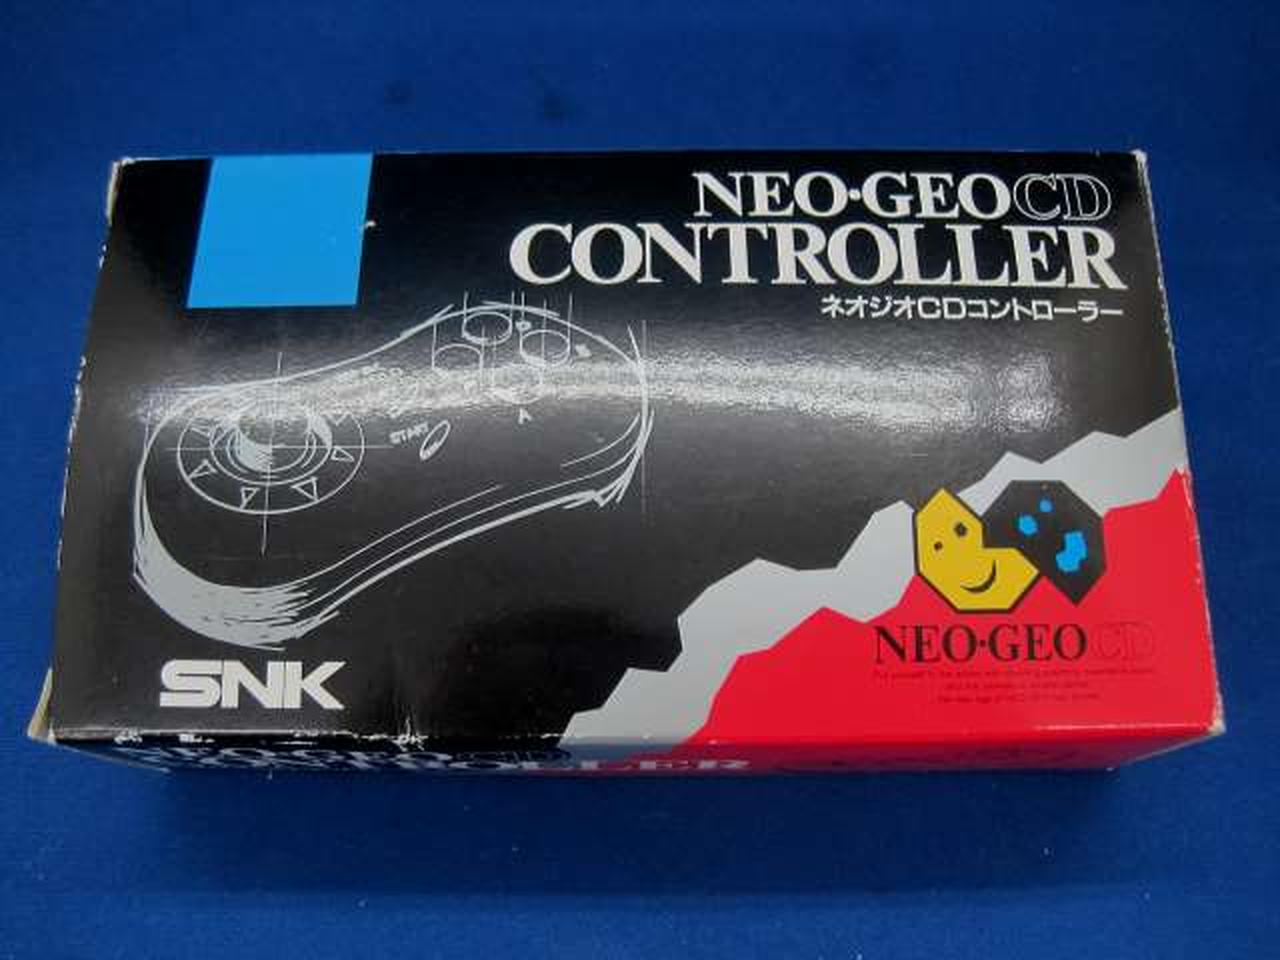 NEO·GEO CD
CONTROLLER
ネオジオCDコントローラー
START
A
SNK
NEO·GEO CD
CONTROLLER